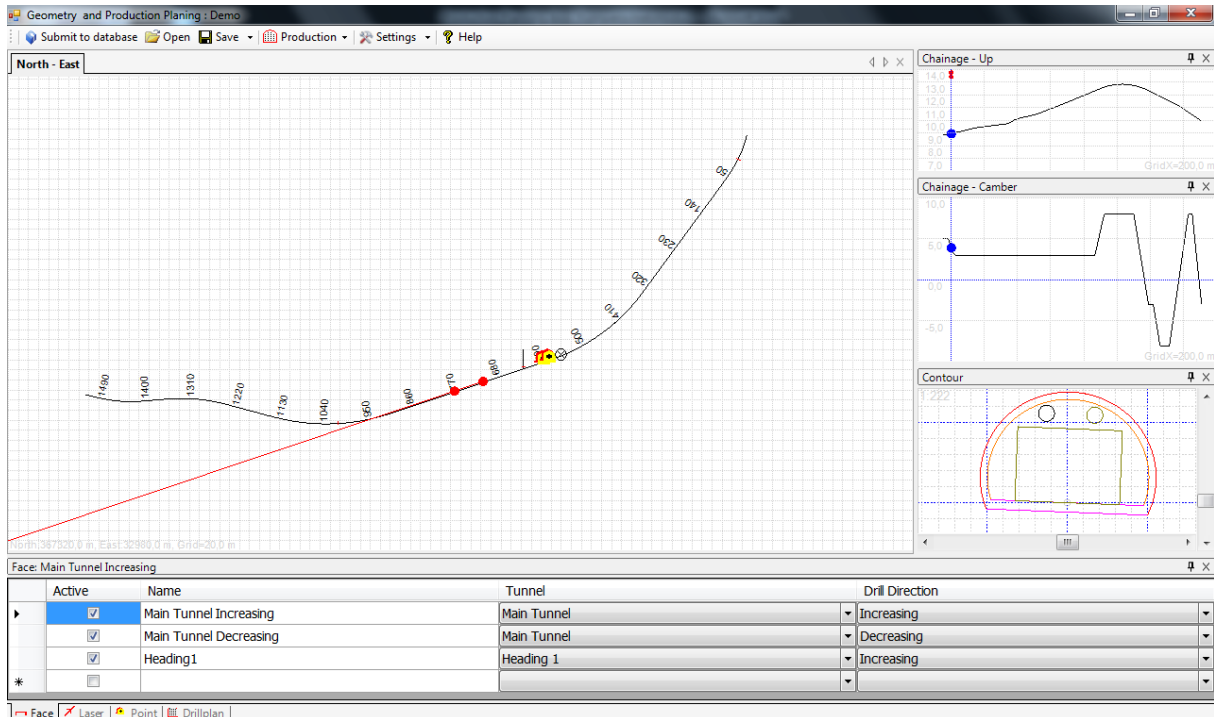 Geometry and Production Planing : Demo
Submit to database Open Save Production Settings Help
North - East
50
140
230
320
410
500
680
950
1040
1130
1220
1310
1400
1490
North:367320,0 m, East:32980,0 m, Grid=20,0 m
Chainage - Up
14,0
13,0
12,0
11,0
10,0
9,0
8,0
7,0
GridX=200,0 m
Chainage - Camber
10,0
5,0
0,0
-5,0
GridX=200,0 m
Contour
1:222
Face: Main Tunnel Increasing
Active Name Tunnel Drill Direction
Main Tunnel Increasing Main Tunnel Increasing
Main Tunnel Decreasing Main Tunnel Decreasing
Heading1 Heading 1 Increasing
Face Laser Point Drillplan